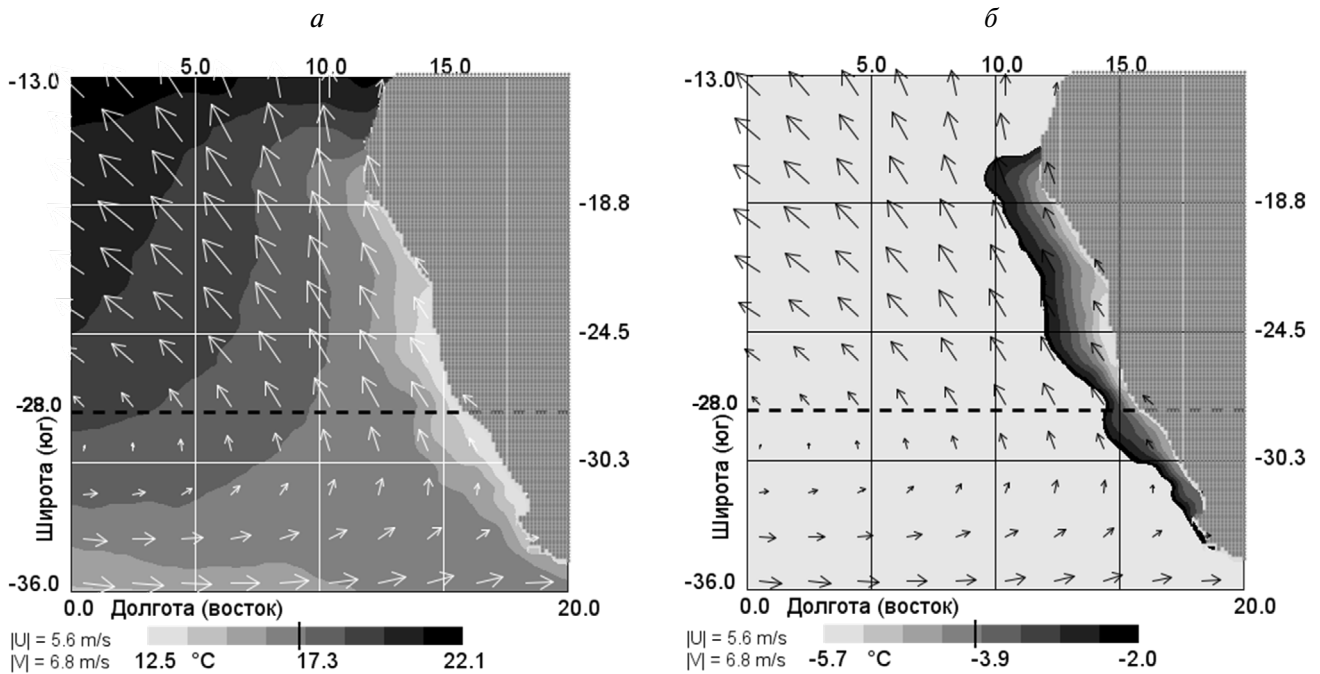 а
5.0 10.0 15.0
-13.0
-18.8
-24.5
-28.0
-30.3
-36.0
Широта (юг)
0.0 Долгота (восток) 20.0
|U| = 5.6 m/s
|V| = 6.8 m/s
12.5 °C 17.3 22.1
б
5.0 10.0 15.0
-13.0
-18.8
-24.5
-28.0
-30.3
-36.0
Широта (юг)
0.0 Долгота (восток) 20.0
|U| = 5.6 m/s
|V| = 6.8 m/s
-5.7 °C -3.9 -2.0